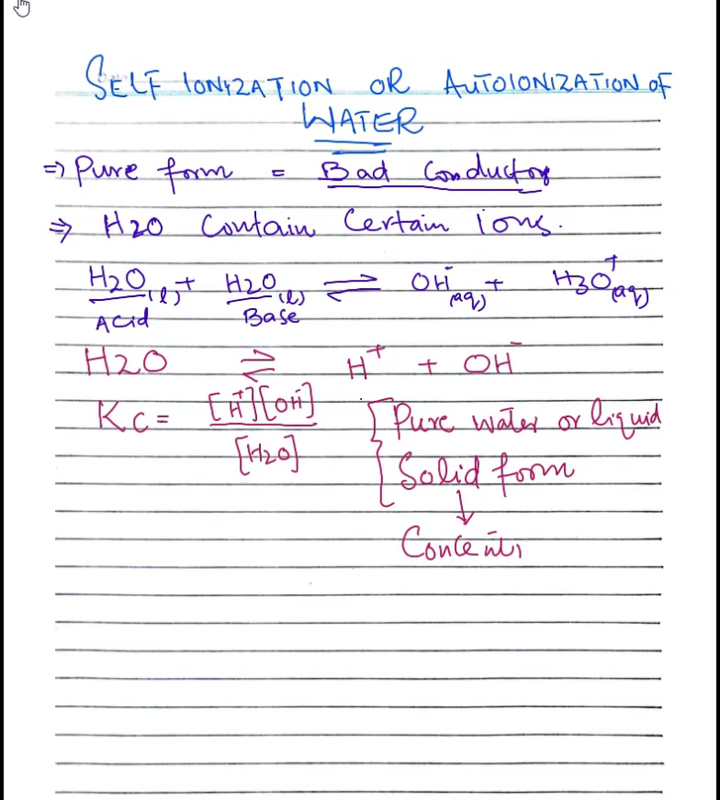 SELF IONIZATION OR AUTOIONIZATION OF
WATER
⇒ Pure form = Bad Conductor
⇒ H2O Contain Certain ions.
H2O(l) + H2O(l) ⇌ OH⁻(aq) + H3O⁺(aq)
Acid Base
H2O ⇌ H⁺ + OH⁻
Kc = [H⁺][OH⁻] / [H2O]
Pure water or liquid
Solid form
↓
Concentr